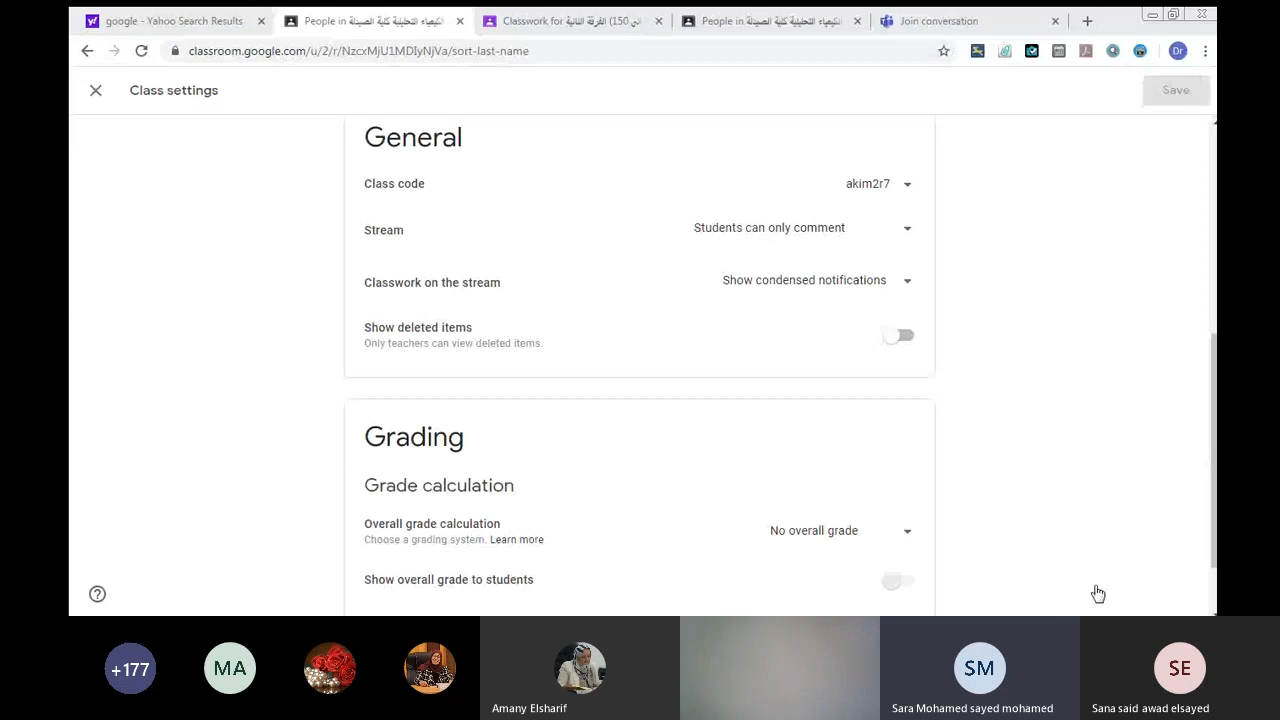 google - Yahoo Search Results
People in الكيمياء التحليلية كلية الصيدلة
Classwork for الفرقة الثانية (150
People in الكيمياء التحليلية كلية الصيدلة
Join conversation
classroom.google.com/u/2/r/NzcxMjU1MDIyNjVa/sort-last-name
Dr
Class settings
Save
General
Class code
akim2r7
Stream
Students can only comment
Classwork on the stream
Show condensed notifications
Show deleted items
Only teachers can view deleted items.
Grading
Grade calculation
Overall grade calculation
No overall grade
Choose a grading system. Learn more
Show overall grade to students
+177
MA
SM
SE
Amany Elsharif
Sara Mohamed sayed mohamed
Sana said awad elsayed